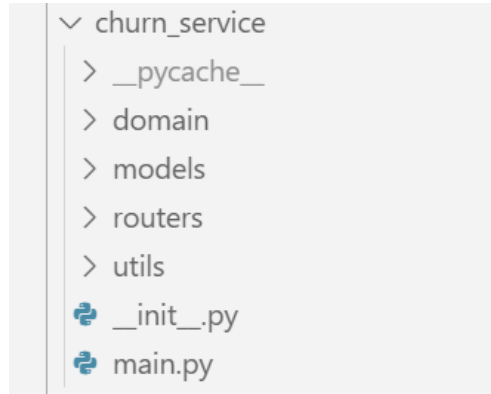 churn_service
__pycache__
domain
models
routers
utils
__init__.py
main.py